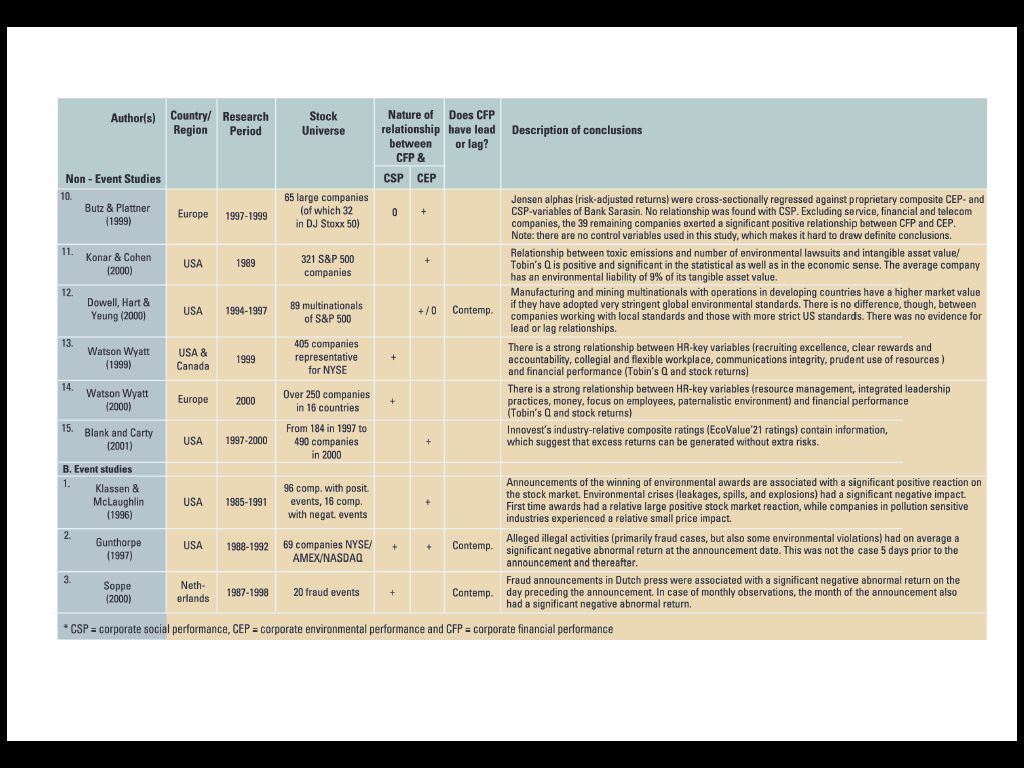 Author(s)
Country/
Region
Research
Period
Stock
Universe
Nature of
relationship
between
CFP &
Does CFP
have lead
or lag?
Description of conclusions
Non - Event Studies
CSP
CEP
10.
Butz & Plattner
(1999)
Europe
1997-1999
65 large companies
(of which 32
in DJ Stoxx 50)
0
+
Jensen alphas (risk-adjusted returns) were cross-sectionally regressed against proprietary composite CEP- and
CSP-variables of Bank Sarasin. No relationship was found with CSP. Excluding service, financial and telecom
companies, the 39 remaining companies exerted a significant positive relationship between CFP and CEP.
Note: there are no control variables used in this study, which makes it hard to draw definite conclusions.
11.
Konar & Cohen
(2000)
USA
1989
321 S&P 500
companies
+
Relationship between toxic emissions and number of environmental lawsuits and intangible asset value/
Tobin's Q is positive and significant in the statistical as well as in the economic sense. The average company
has an environmental liability of 9% of its tangible asset value.
12.
Dowell, Hart &
Yeung (2000)
USA
1994-1997
89 multinationals
of S&P 500
+ / 0
Contemp.
Manufacturing and mining multinationals with operations in developing countries have a higher market value
if they have adopted very stringent global environmental standards. There is no difference, though, between
companies working with local standards and those with more strict US standards. There was no evidence for
lead or lag relationships.
13.
Watson Wyatt
(1999)
USA &
Canada
1999
405 companies
representative
for NYSE
+
There is a strong relationship between HR-key variables (recruiting excellence, clear rewards and
accountability, collegial and flexible workplace, communications integrity, prudent use of resources )
and financial performance (Tobin's Q and stock returns)
14.
Watson Wyatt
(2000)
Europe
2000
Over 250 companies
in 16 countries
+
There is a strong relationship between HR-key variables (resource management, integrated leadership
practices, money, focus on employees, paternalistic environment) and financial performance
(Tobin's Q and stock returns)
15.
Blank and Carty
(2001)
USA
1997-2000
From 184 in 1997 to
490 companies
in 2000
+
Innovest's industry-relative composite ratings (EcoValue'21 ratings) contain information,
which suggest that excess returns can be generated without extra risks.
B. Event studies
1.
Klassen &
McLaughlin
(1996)
USA
1985-1991
96 comp. with posit.
events, 16 comp.
with negat. events
+
Announcements of the winning of environmental awards are associated with a significant positive reaction on
the stock market. Environmental crises (leakages, spills, and explosions) had a significant negative impact.
First time awards had a relative large positive stock market reaction, while companies in pollution sensitive
industries experienced a relative small price impact.
2.
Gunthorpe
(1997)
USA
1988-1992
69 companies NYSE/
AMEX/NASDAQ
+
+
Contemp.
Alleged illegal activities (primarily fraud cases, but also some environmental violations) had on average a
significant negative abnormal return at the announcement date. This was not the case 5 days prior to the
announcement and thereafter.
3.
Soppe
(2000)
Neth-
erlands
1987-1998
20 fraud events
+
Contemp.
Fraud announcements in Dutch press were associated with a significant negative abnormal return on the
day preceding the announcement. In case of monthly observations, the month of the announcement also
had a significant negative abnormal return.
* CSP = corporate social performance, CEP = corporate environmental performance and CFP = corporate financial performance